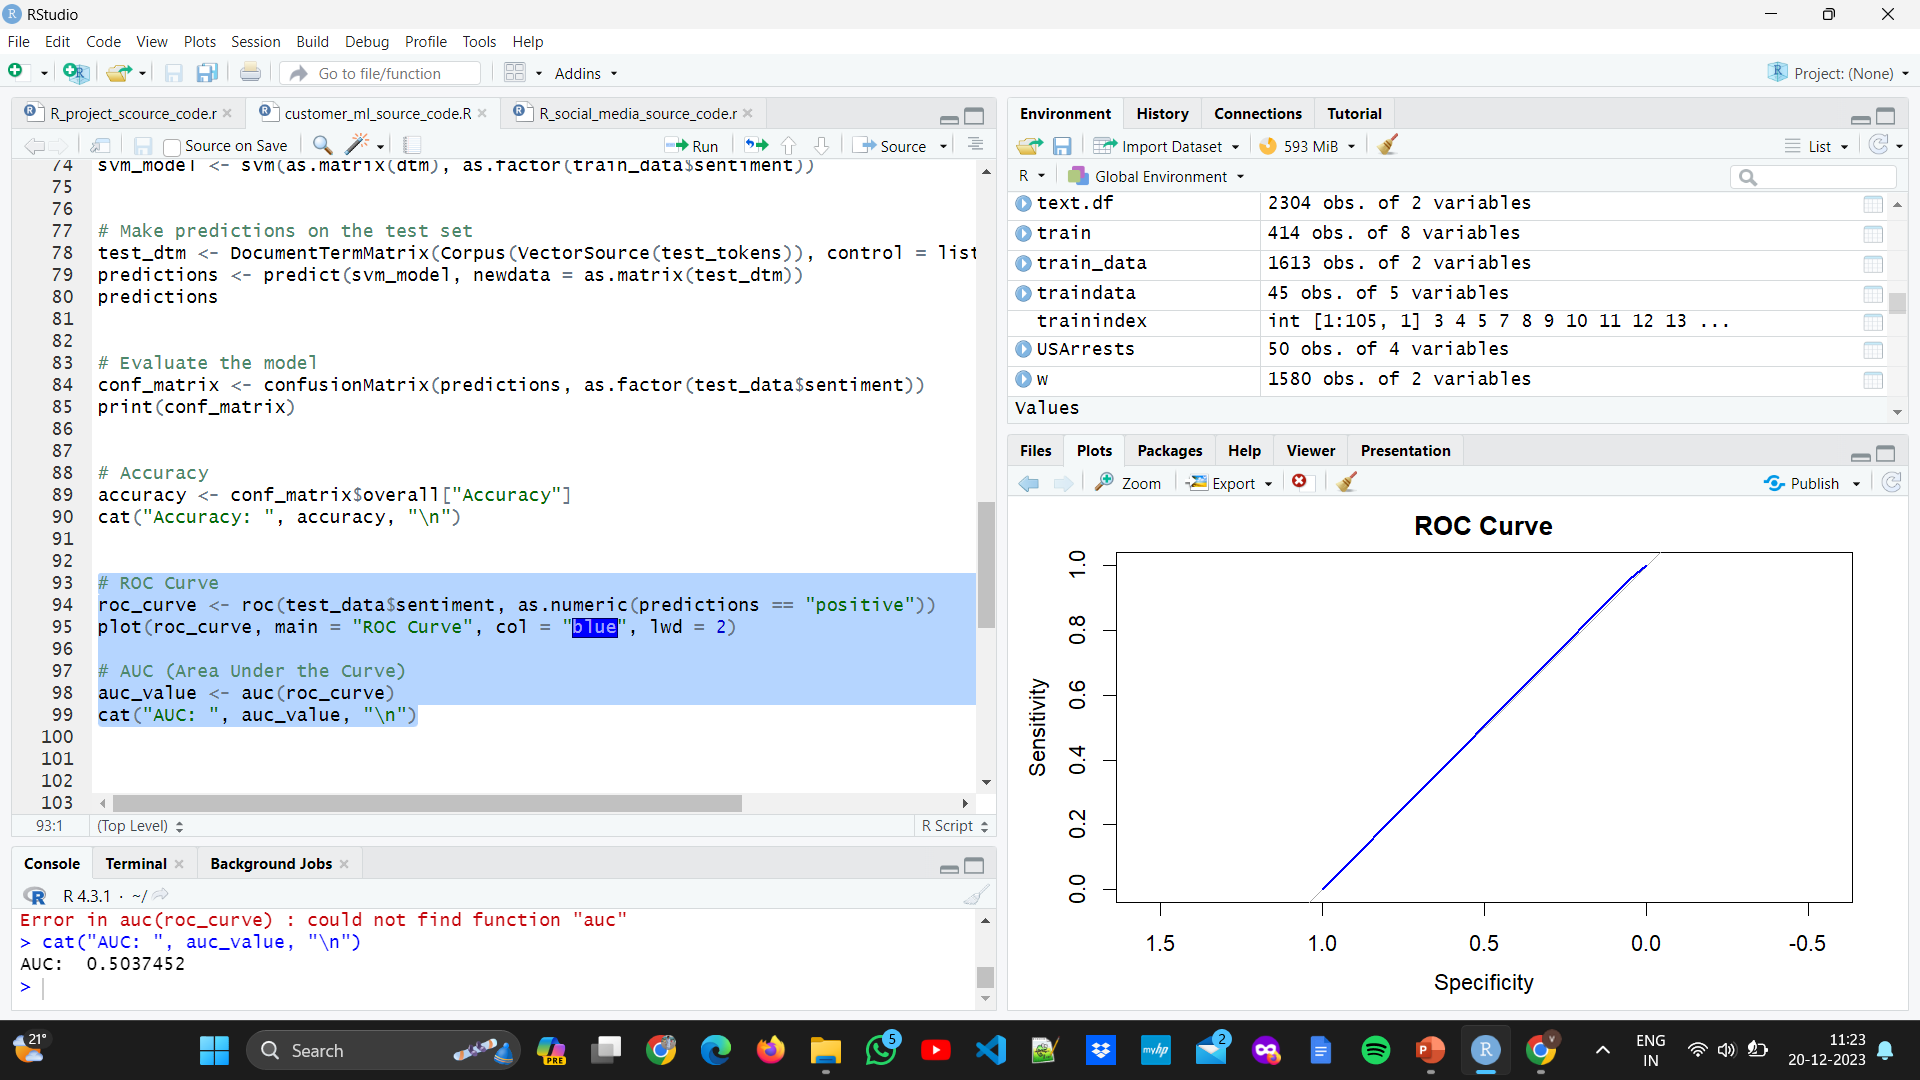 RStudio
File Edit Code View Plots Session Build Debug Profile Tools Help
Go to file/function Addins Project: (None)
R_project_scource_code.r customer_ml_source_code.R R_social_media_source_code.r
Source on Save Run Source
74 svm_model <- svm(as.matrix(dtm), as.factor(train_data$sentiment))
75
76
77 # Make predictions on the test set
78 test_dtm <- DocumentTermMatrix(Corpus(VectorSource(test_tokens)), control = list
79 predictions <- predict(svm_model, newdata = as.matrix(test_dtm))
80 predictions
81
82
83 # Evaluate the model
84 conf_matrix <- confusionMatrix(predictions, as.factor(test_data$sentiment))
85 print(conf_matrix)
86
87
88 # Accuracy
89 accuracy <- conf_matrix$overall["Accuracy"]
90 cat("Accuracy: ", accuracy, "\n")
91
92
93 # ROC Curve
94 roc_curve <- roc(test_data$sentiment, as.numeric(predictions == "positive"))
95 plot(roc_curve, main = "ROC Curve", col = "blue", lwd = 2)
96
97 # AUC (Area Under the Curve)
98 auc_value <- auc(roc_curve)
99 cat("AUC: ", auc_value, "\n")
100
101
102
103
93:1 (Top Level) R Script
Console Terminal Background Jobs
R 4.3.1 · ~/
Error in auc(roc_curve) : could not find function "auc"
> cat("AUC: ", auc_value, "\n")
AUC:  0.5037452
>
Environment History Connections Tutorial
Import Dataset 593 MiB List
R Global Environment
text.df 2304 obs. of 2 variables
train 414 obs. of 8 variables
train_data 1613 obs. of 2 variables
traindata 45 obs. of 5 variables
trainindex int [1:105, 1] 3 4 5 7 8 9 10 11 12 13 ...
USArrests 50 obs. of 4 variables
w 1580 obs. of 2 variables
Values
Files Plots Packages Help Viewer Presentation
Zoom Export Publish
ROC Curve
Sensitivity
1.0
0.8
0.6
0.4
0.2
0.0
1.5 1.0 0.5 0.0 -0.5
Specificity
21° Search PRE 5 myhp 2 V ENG IN 11:23
20-12-2023